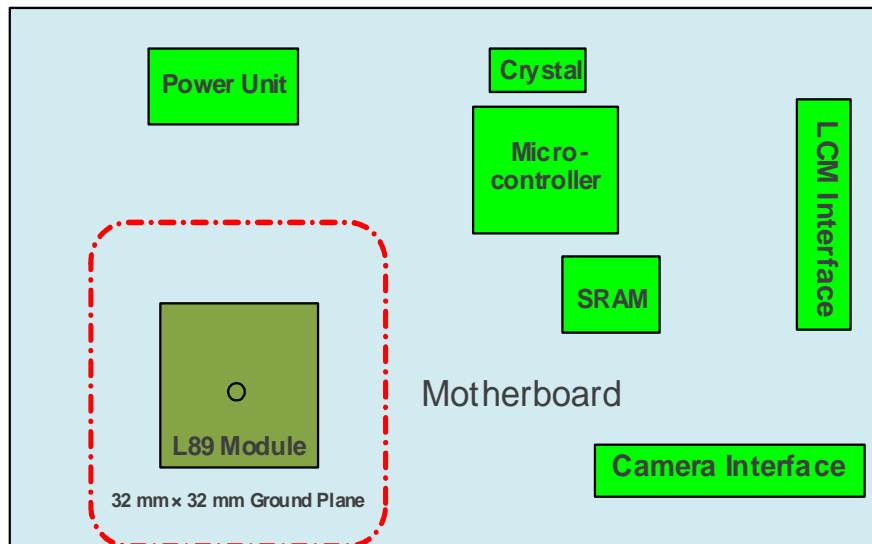 Power Unit
Crystal
Micro-
controller
LCM Interface
SRAM
Motherboard
L89 Module
32 mm × 32 mm Ground Plane
Camera Interface